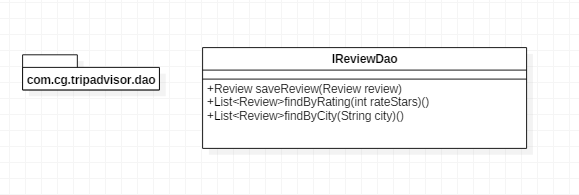 com.cg.tripadvisor.dao
IReviewDao
+Review saveReview(Review review)
+List<Review>findByRating(int rateStars)()
+List<Review>findByCity(String city)()